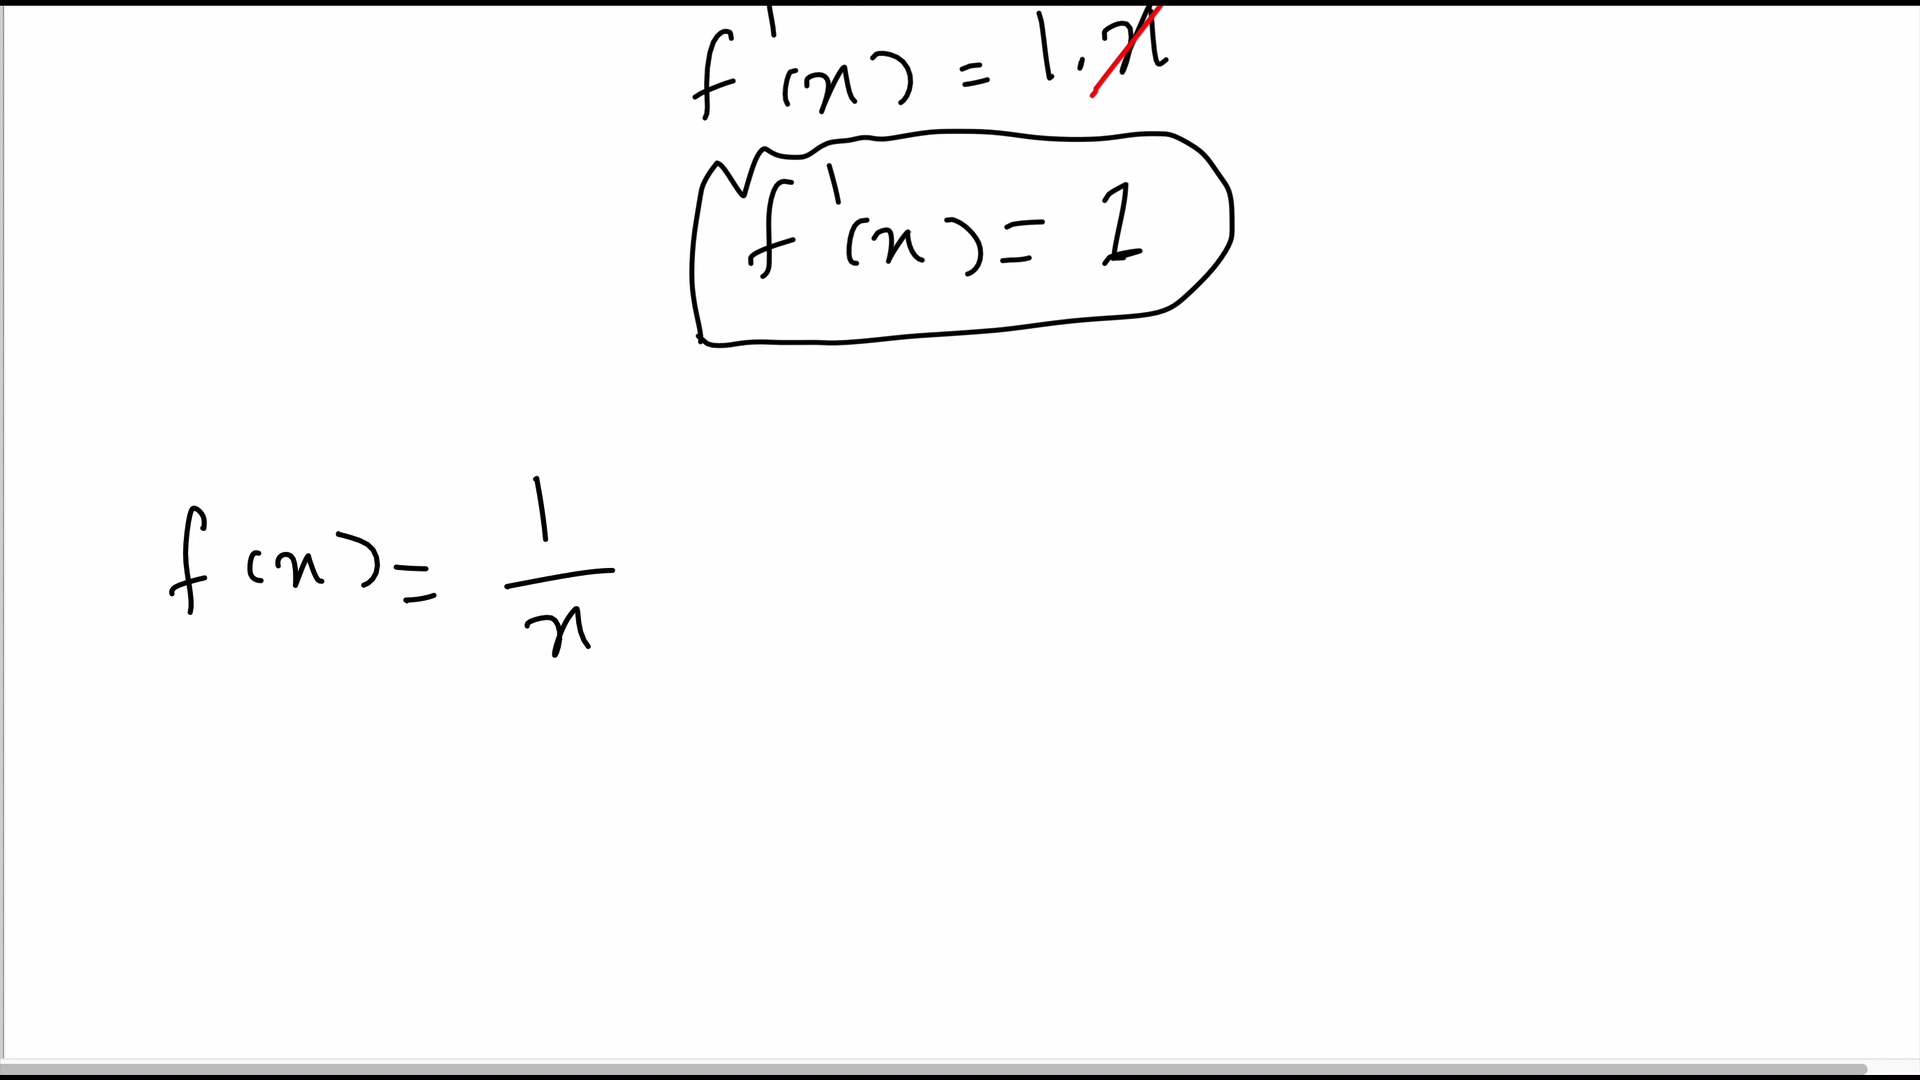 f'(x) = 1.x
f'(x) = 1
f(x) = 1/x